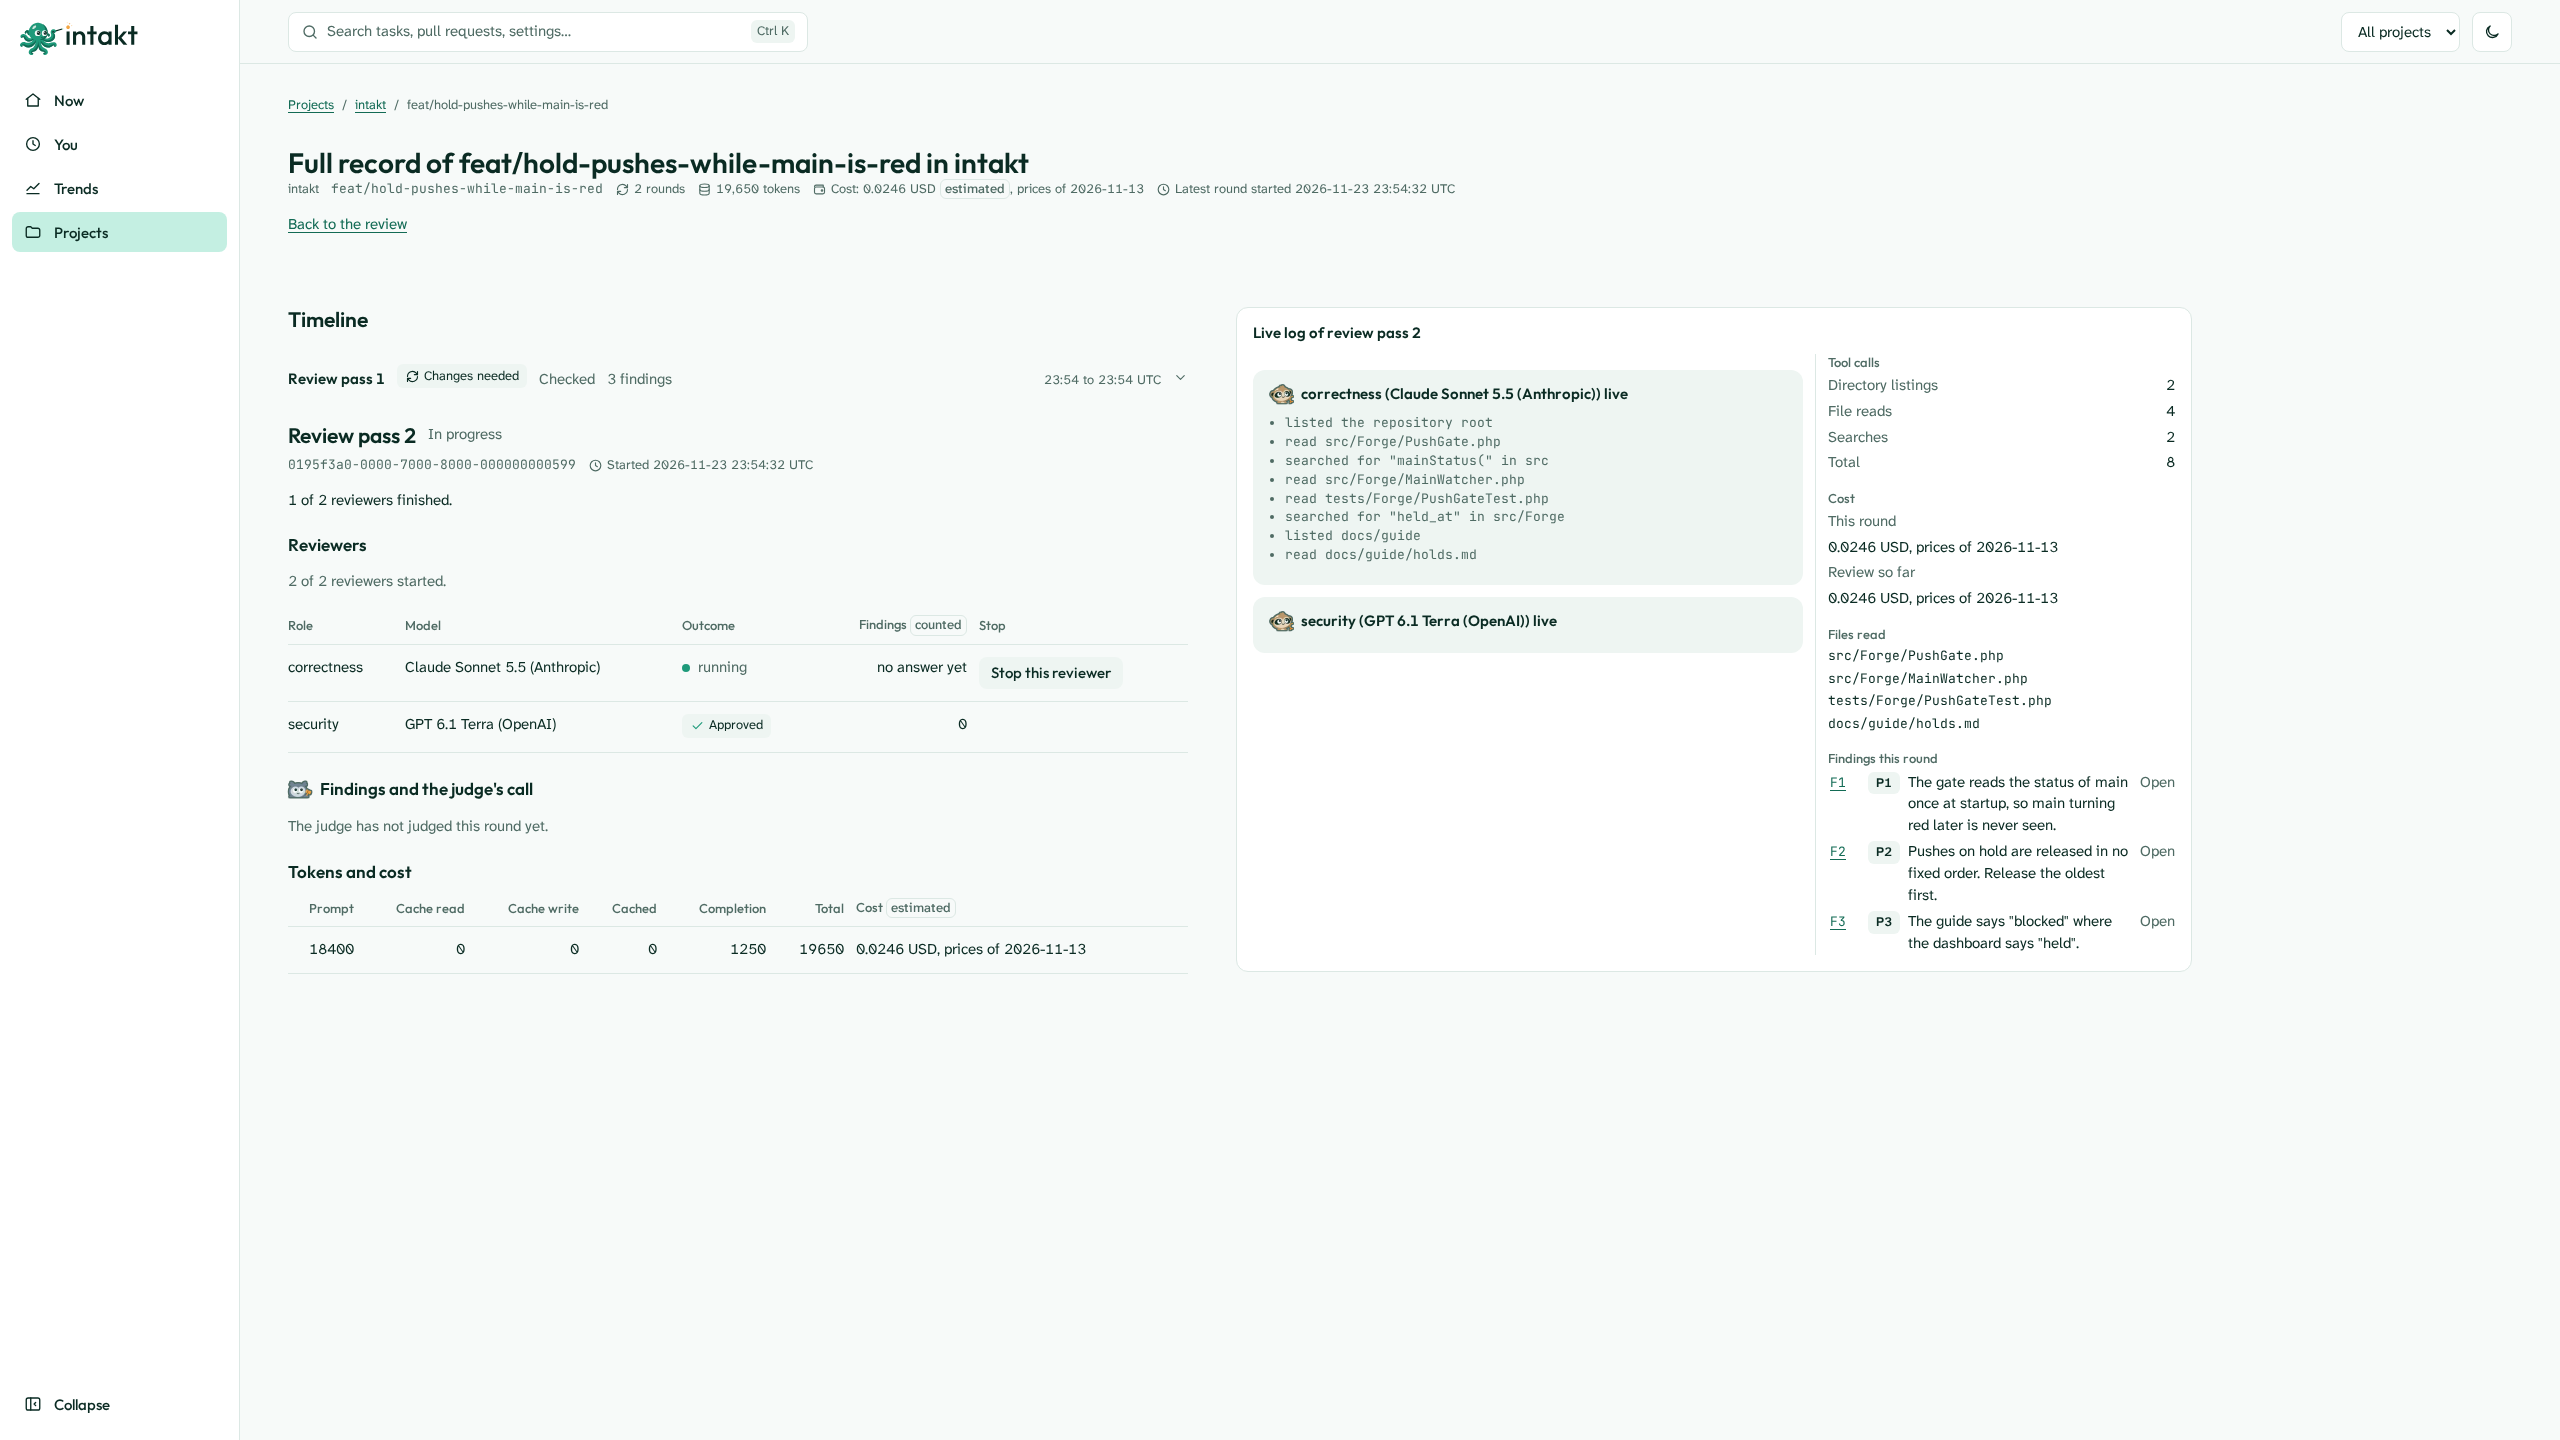 intakt
Search tasks, pull requests, settings...
Ctrl K
All projects
Now
You
Trends
Projects
Collapse
Projects / intakt / feat/hold-pushes-while-main-is-red
Full record of feat/hold-pushes-while-main-is-red in intakt
intakt feat/hold-pushes-while-main-is-red 2 rounds 19,650 tokens Cost: 0.0246 USD estimated, prices of 2026-11-13 Latest round started 2026-11-23 23:54:32 UTC
Back to the review
Timeline
Review pass 1 Changes needed Checked 3 findings 23:54 to 23:54 UTC
Review pass 2 In progress
0195f3a0-0000-7000-8000-000000000599 Started 2026-11-23 23:54:32 UTC
1 of 2 reviewers finished.
Reviewers
2 of 2 reviewers started.
Role Model Outcome Findings counted Stop
correctness Claude Sonnet 5.5 (Anthropic) running no answer yet Stop this reviewer
security GPT 6.1 Terra (OpenAI) Approved 0
Findings and the judge's call
The judge has not judged this round yet.
Tokens and cost
Prompt Cache read Cache write Cached Completion Total Cost estimated
18400 0 0 0 1250 19650 0.0246 USD, prices of 2026-11-13
Live log of review pass 2
correctness (Claude Sonnet 5.5 (Anthropic)) live
• listed the repository root
• read src/Forge/PushGate.php
• searched for "mainStatus(" in src
• read src/Forge/MainWatcher.php
• read tests/Forge/PushGateTest.php
• searched for "held_at" in src/Forge
• listed docs/guide
• read docs/guide/holds.md
security (GPT 6.1 Terra (OpenAI)) live
Tool calls
Directory listings 2
File reads 4
Searches 2
Total 8
Cost
This round
0.0246 USD, prices of 2026-11-13
Review so far
0.0246 USD, prices of 2026-11-13
Files read
src/Forge/PushGate.php
src/Forge/MainWatcher.php
tests/Forge/PushGateTest.php
docs/guide/holds.md
Findings this round
F1 P1 The gate reads the status of main Open
once at startup, so main turning
red later is never seen.
F2 P2 Pushes on hold are released in no Open
fixed order. Release the oldest
first.
F3 P3 The guide says "blocked" where Open
the dashboard says "held".